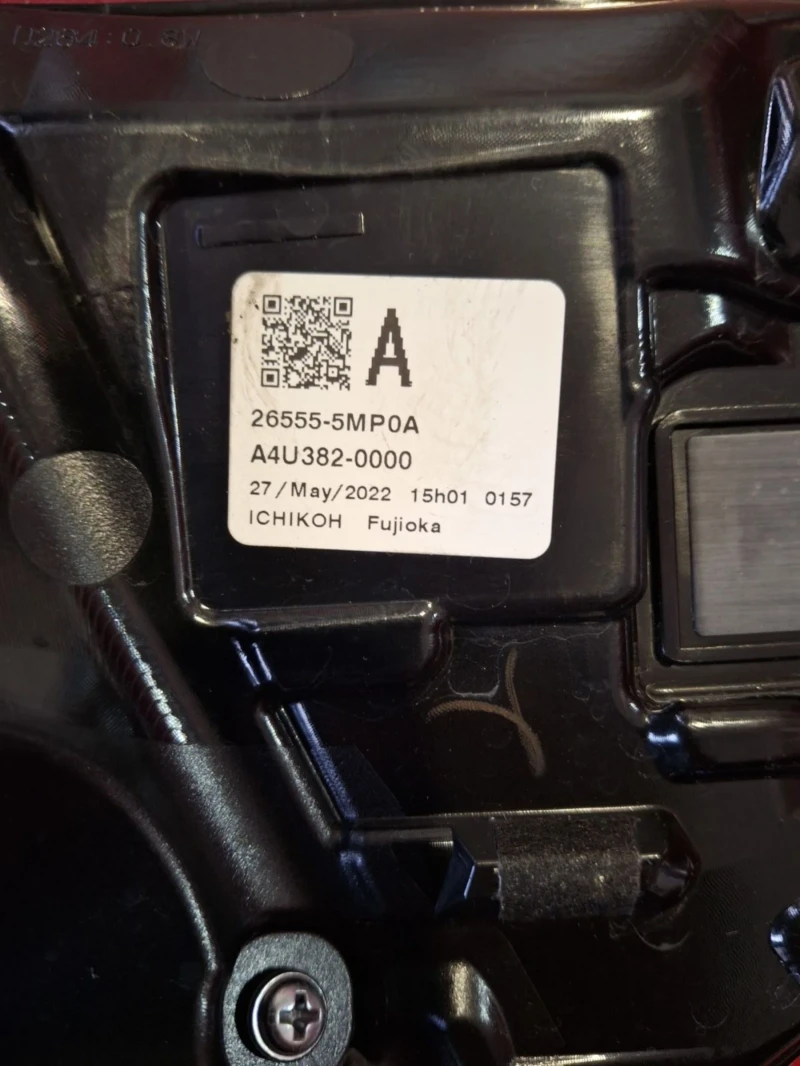 A
26555-5MP0A
A4U382-0000
27/May/2022 15h01 0157
ICHIKOH Fujioka